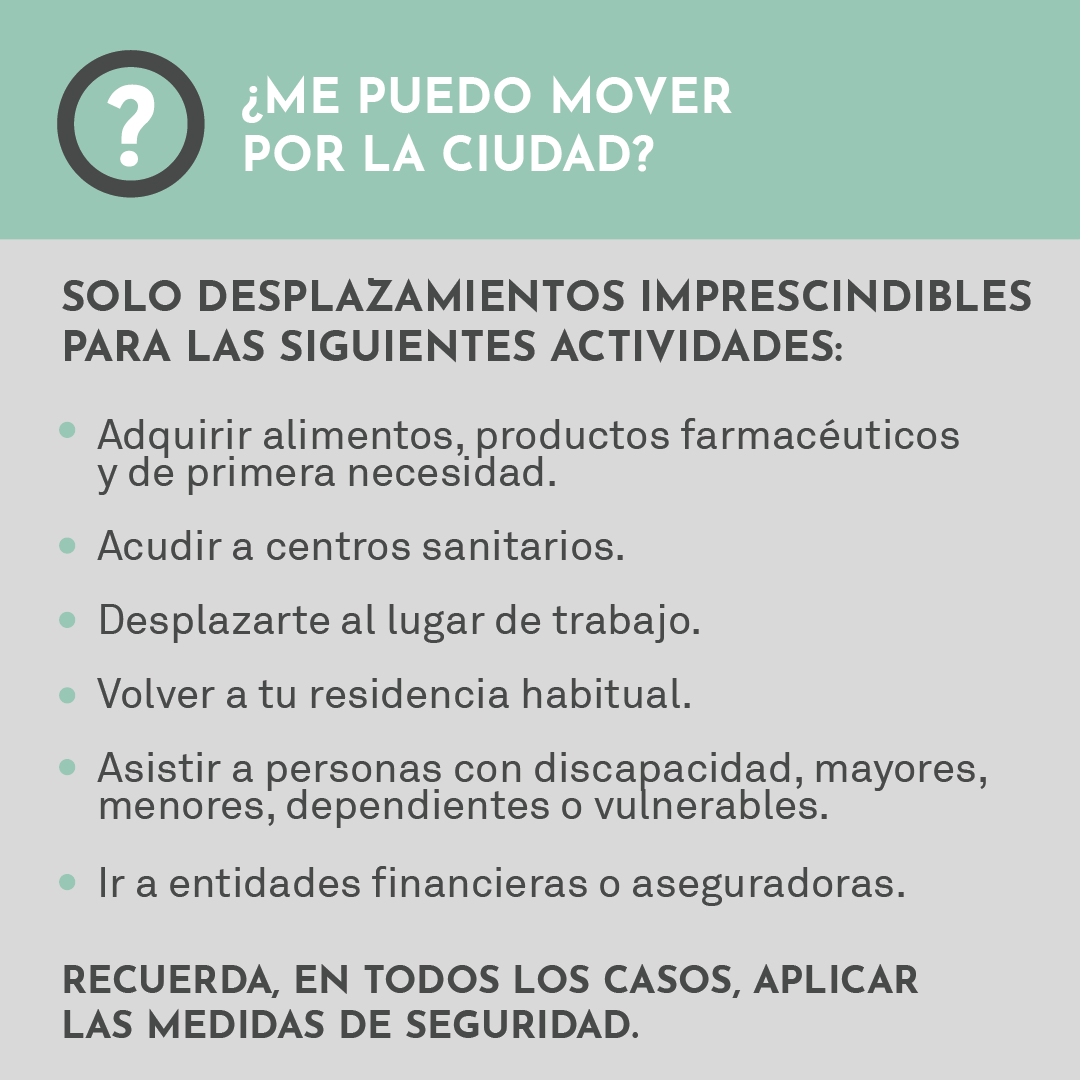 ?
¿ME PUEDO MOVER
POR LA CIUDAD?
SOLO DESPLAZAMIENTOS IMPRESCINDIBLES
PARA LAS SIGUIENTES ACTIVIDADES:
• Adquirir alimentos, productos farmacéuticos
y de primera necesidad.
• Acudir a centros sanitarios.
• Desplazarte al lugar de trabajo.
• Volver a tu residencia habitual.
• Asistir a personas con discapacidad, mayores,
menores, dependientes o vulnerables.
• Ir a entidades financieras o aseguradoras.
RECUERDA, EN TODOS LOS CASOS, APLICAR
LAS MEDIDAS DE SEGURIDAD.